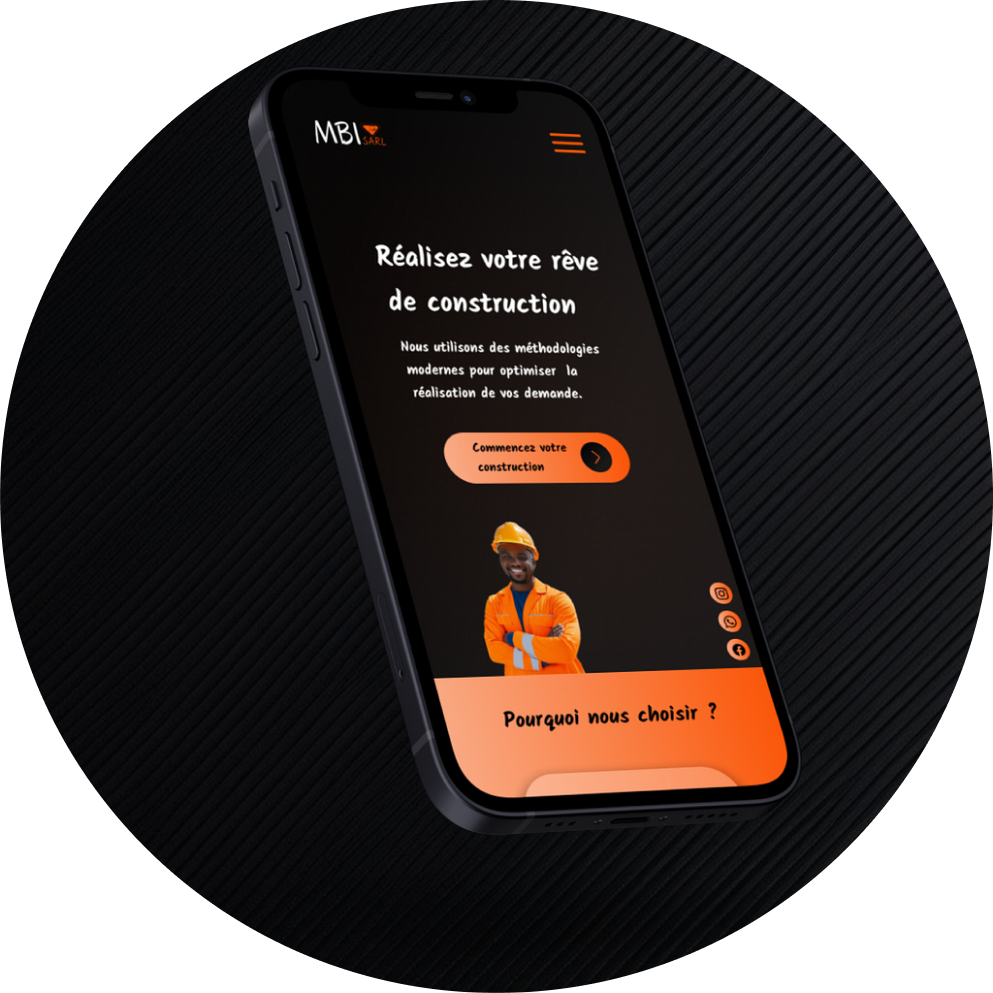 MBI SARL
Réalisez votre rêve
de construction
Nous utilisons des méthodologies
modernes pour optimiser la
réalisation de vos demande.
Commencez votre
construction
Pourquoi nous choisir ?